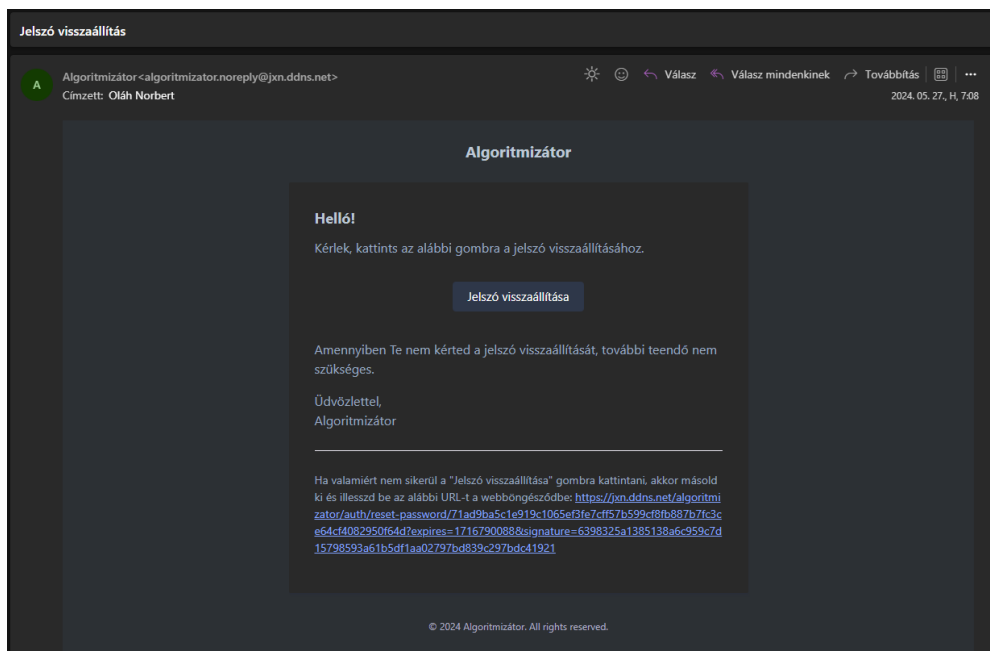 Jelszó visszaállítás
A
Algoritmizátor<algoritmizator.noreply@jxn.ddns.net>
Válasz
Válasz mindenkinek
Továbbítás
Címzett: Oláh Norbert
2024. 05. 27., H, 7:08
Algoritmizátor
Helló!
Kérlek, kattints az alábbi gombra a jelszó visszaállításához.
Jelszó visszaállítása
Amennyiben Te nem kérted a jelszó visszaállítását, további teendő nem
szükséges.
Üdvözlettel,
Algoritmizátor
Ha valamiért nem sikerül a "Jelszó visszaállítása" gombra kattintani, akkor másold
ki és illeszd be az alábbi URL-t a webböngésződbe: https://jxn.ddns.net/algoritmi
zator/auth/reset-password/71ad9ba5c1e919c1065ef3fe7cff57b599cf8fb887b7fc3c
e64cf4082950f64d?expires=1716790088&signature=6398325a1385138a6c959c7d
15798593a61b5df1aa02797bd839c297bdc41921
© 2024 Algoritmizátor. All rights reserved.